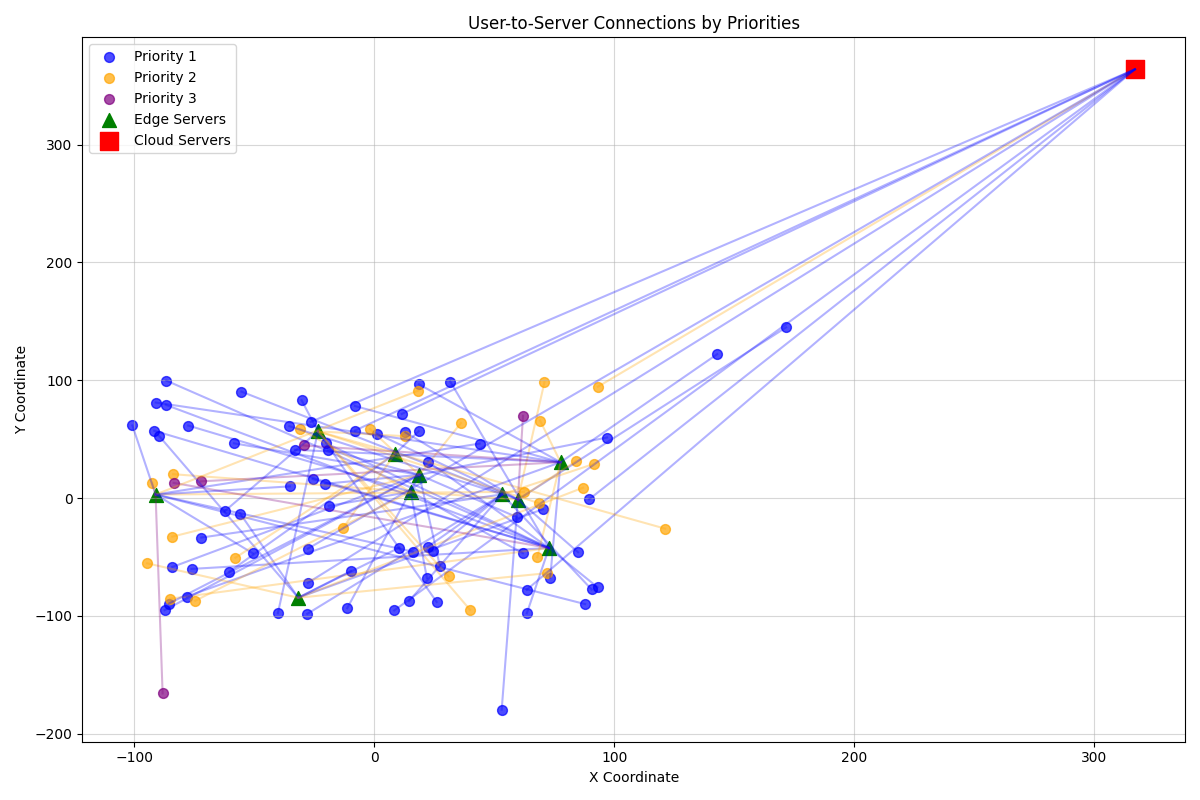 User-to-Server Connections by Priorities
Priority 1
Priority 2
Priority 3
Edge Servers
Cloud Servers
Y Coordinate
300
200
100
0
−100
−200
−100
0
100
200
300
X Coordinate